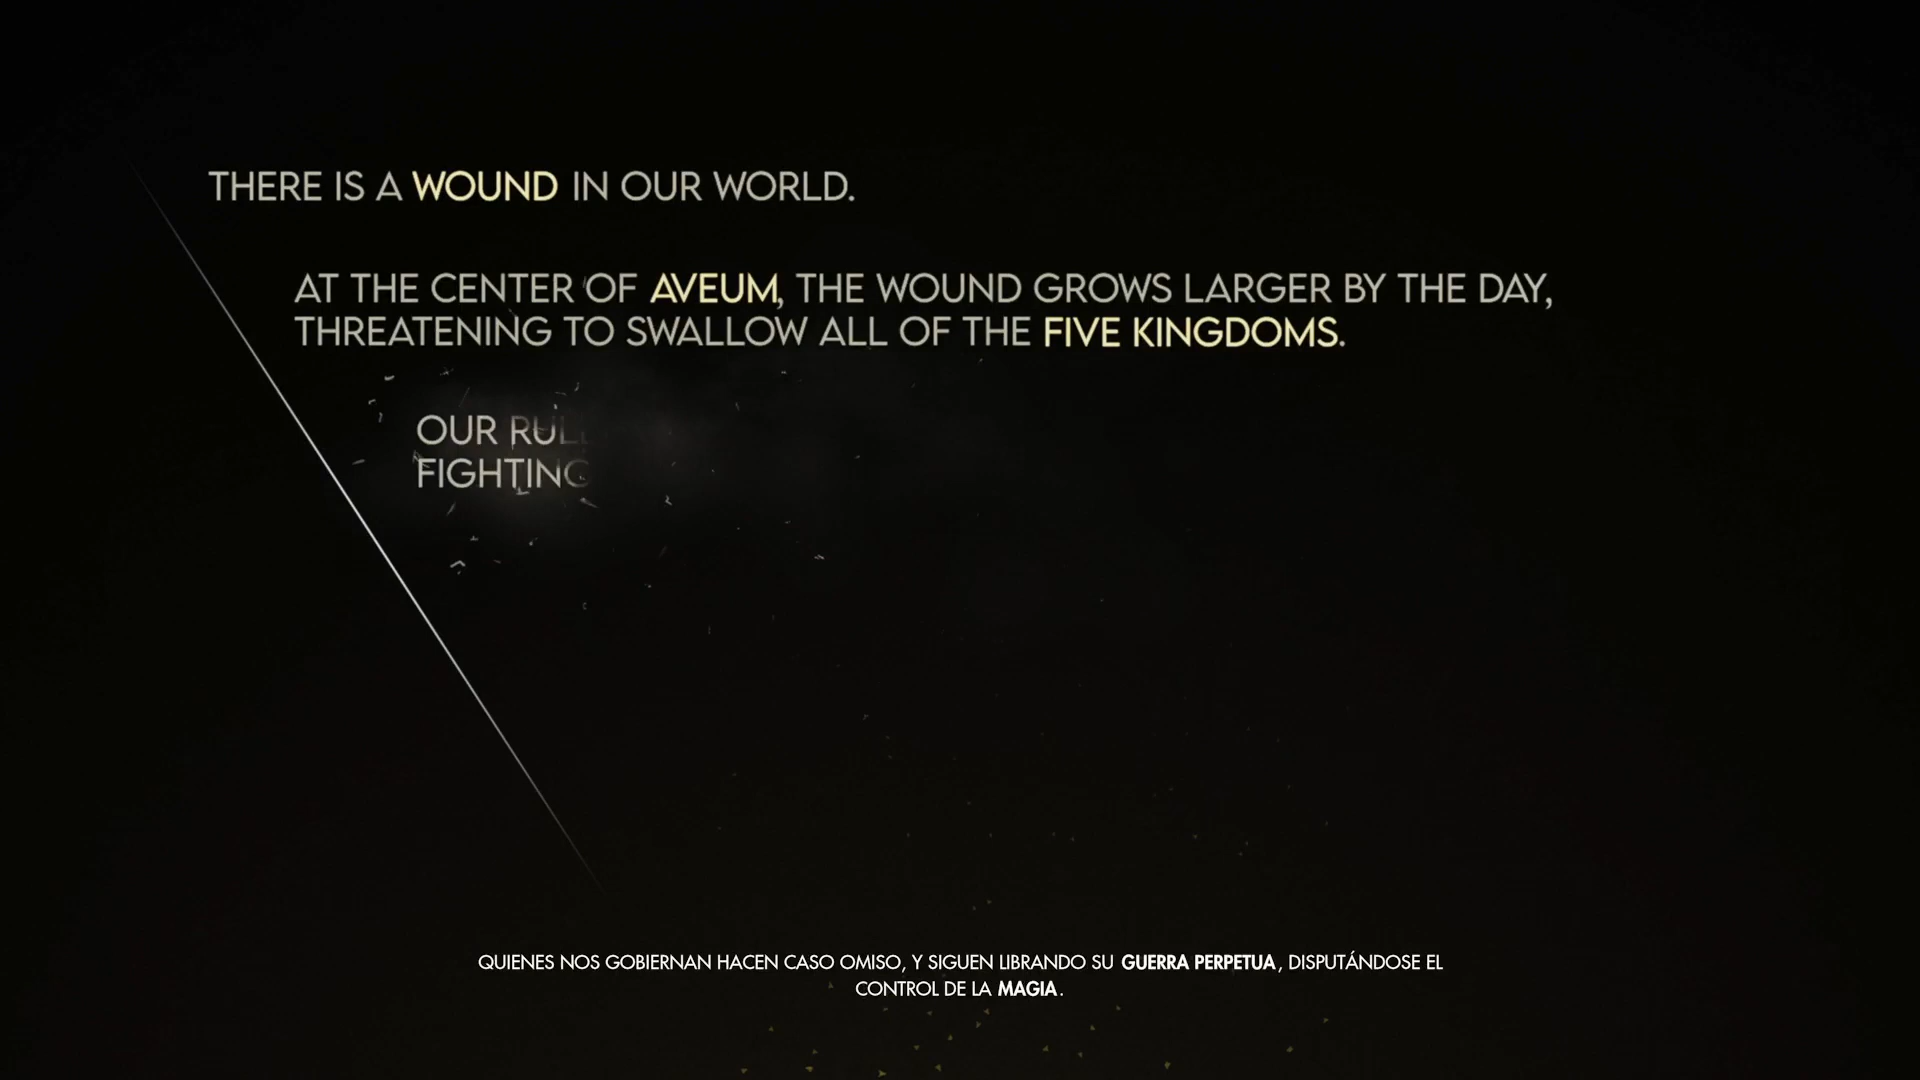 THERE IS A WOUND IN OUR WORLD.
AT THE CENTER OF AVEUM, THE WOUND GROWS LARGER BY THE DAY,
THREATENING TO SWALLOW ALL OF THE FIVE KINGDOMS.
OUR
FIGHTING
QUIENES NOS GOBIERNAN HACEN CASO OMISO, Y SIGUEN LIBRANDO SU GUERRA PERPETUA, DISPUTÁNDOSE EL
CONTROL DE LA MAGIA.